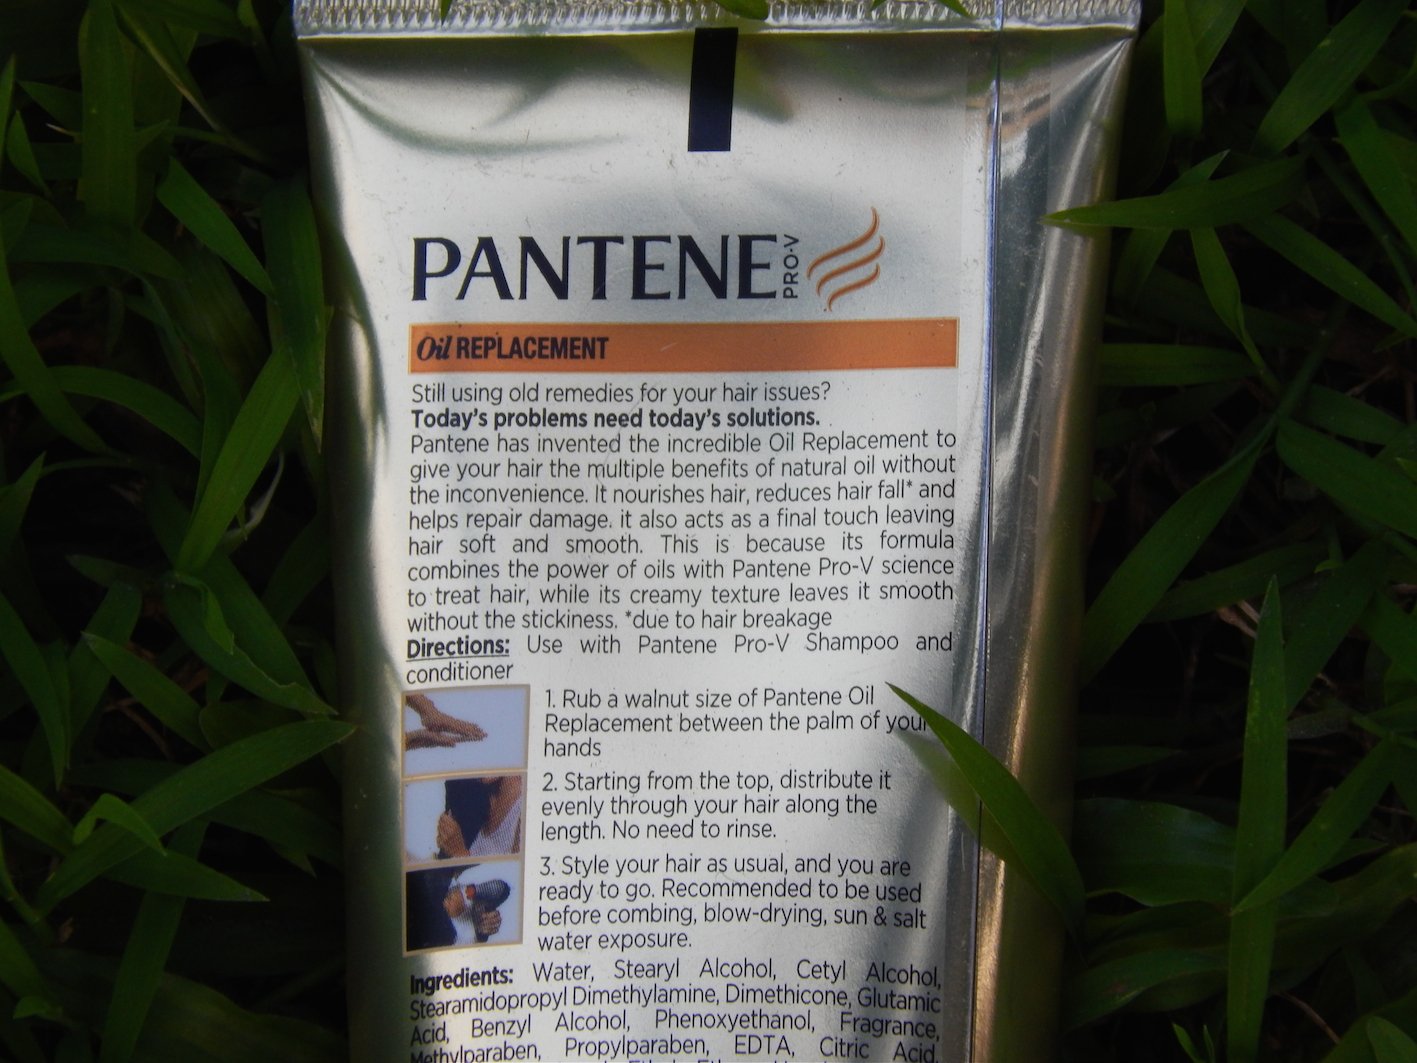 PANTENE PRO-V
Oil REPLACEMENT
Still using old remedies for your hair issues?
Today's problems need today's solutions.
Pantene has invented the incredible Oil Replacement to
give your hair the multiple benefits of natural oil without
the inconvenience. It nourishes hair, reduces hair fall* and
helps repair damage. it also acts as a final touch leaving
hair soft and smooth. This is because its formula
combines the power of oils with Pantene Pro-V science
to treat hair, while its creamy texture leaves it smooth
without the stickiness. *due to hair breakage
Directions: Use with Pantene Pro-V Shampoo and
conditioner
1. Rub a walnut size of Pantene Oil
Replacement between the palm of your
hands
2. Starting from the top, distribute it
evenly through your hair along the
length. No need to rinse.
3. Style your hair as usual, and you are
ready to go. Recommended to be used
before combing, blow-drying, sun & salt
water exposure.
Ingredients: Water, Stearyl Alcohol, Cetyl Alcohol,
Stearamidopropyl Dimethylamine, Dimethicone, Glutamic
Acid, Benzyl Alcohol, Phenoxyethanol, Fragrance,
Methylparaben, Propylparaben, EDTA, Citric Acid,